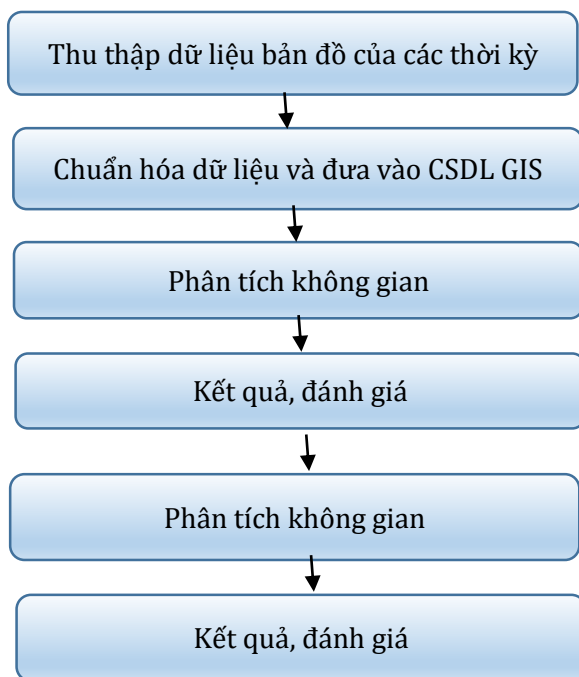 Thu thập dữ liệu bản đồ của các thời kỳ
Chuẩn hóa dữ liệu và đưa vào CSDL GIS
Phân tích không gian
Kết quả, đánh giá
Phân tích không gian
Kết quả, đánh giá